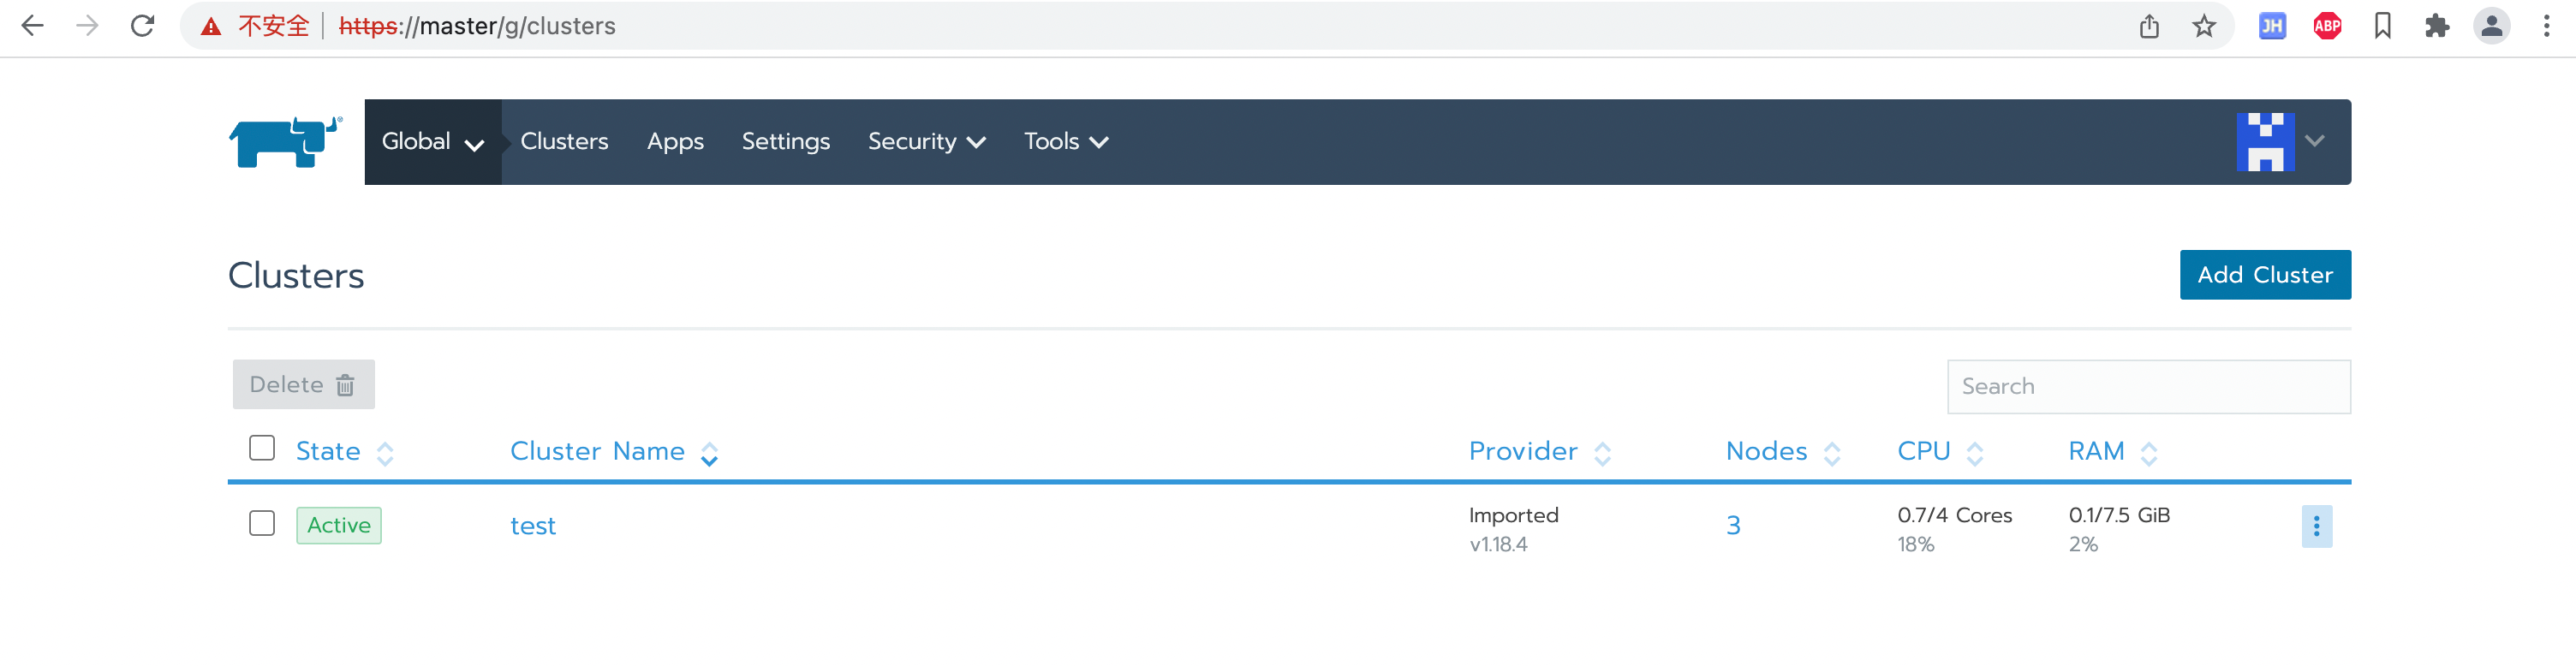 不安全 https://master/g/clusters
JH ABP
Global Clusters Apps Settings Security Tools
Clusters
Add Cluster
Delete
Search
State Cluster Name Provider Nodes CPU RAM
Active test Imported 3 0.7/4 Cores 0.1/7.5 GiB
v1.18.4 18% 2%